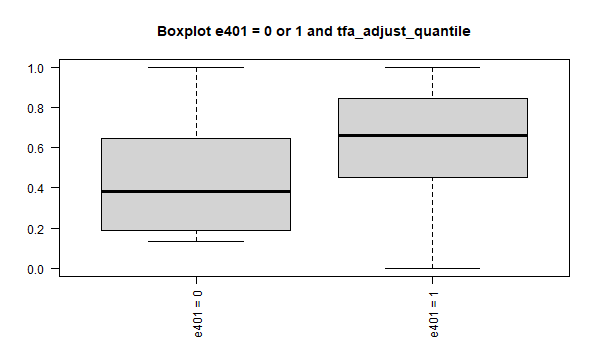 Boxplot e401 = 0 or 1 and tfa_adjust_quantile
1.0
0.8
0.6
0.4
0.2
0.0
e401 = 0
e401 = 1